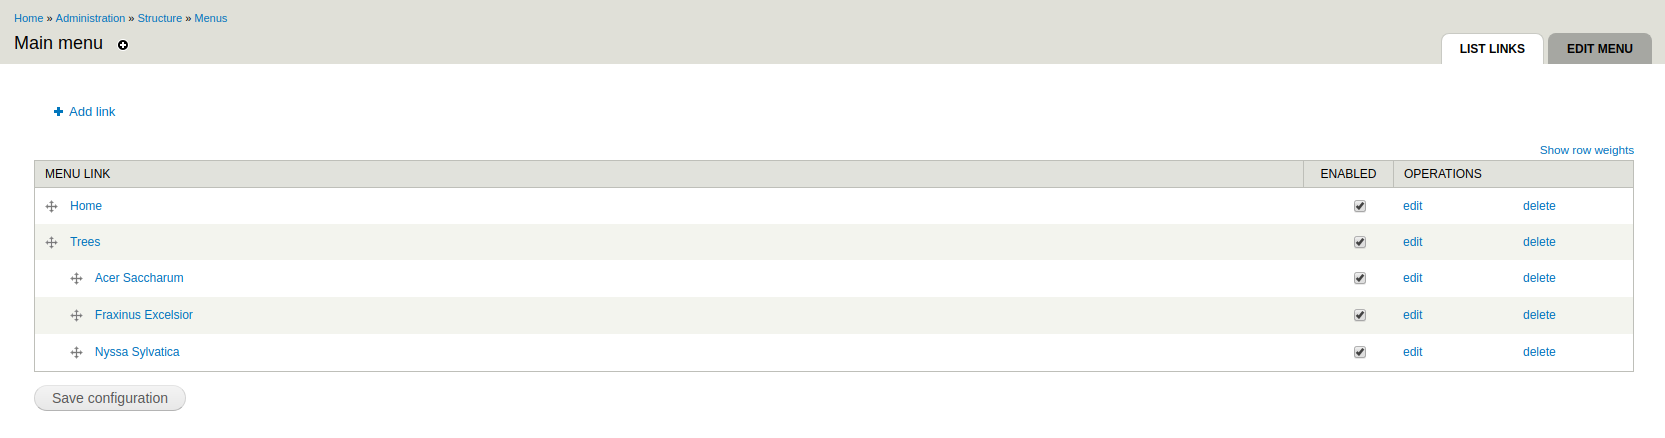 Home » Administration » Structure » Menus
Main menu
LIST LINKS EDIT MENU
Add link
Show row weights
MENU LINK ENABLED OPERATIONS
Home edit delete
Trees edit delete
Acer Saccharum edit delete
Fraxinus Excelsior edit delete
Nyssa Sylvatica edit delete
Save configuration